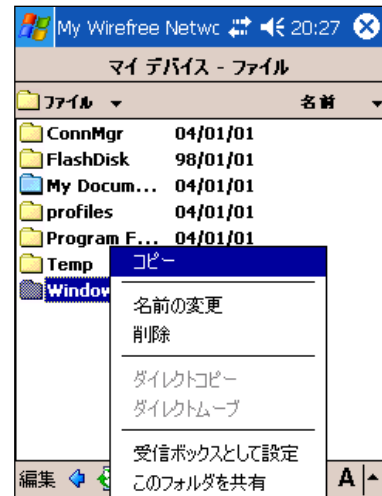 My Wirefree Netwc 20:27
マイ デバイス - ファイル
ファイル 名前
ConnMgr 04/01/01
FlashDisk 98/01/01
My Docum... 04/01/01
profiles 04/01/01
Program F... 04/01/01
Temp
Window
コピー
名前の変更
削除
ダイレクトコピー
ダイレクトムーブ
受信ボックスとして設定
このフォルダを共有
編集 A